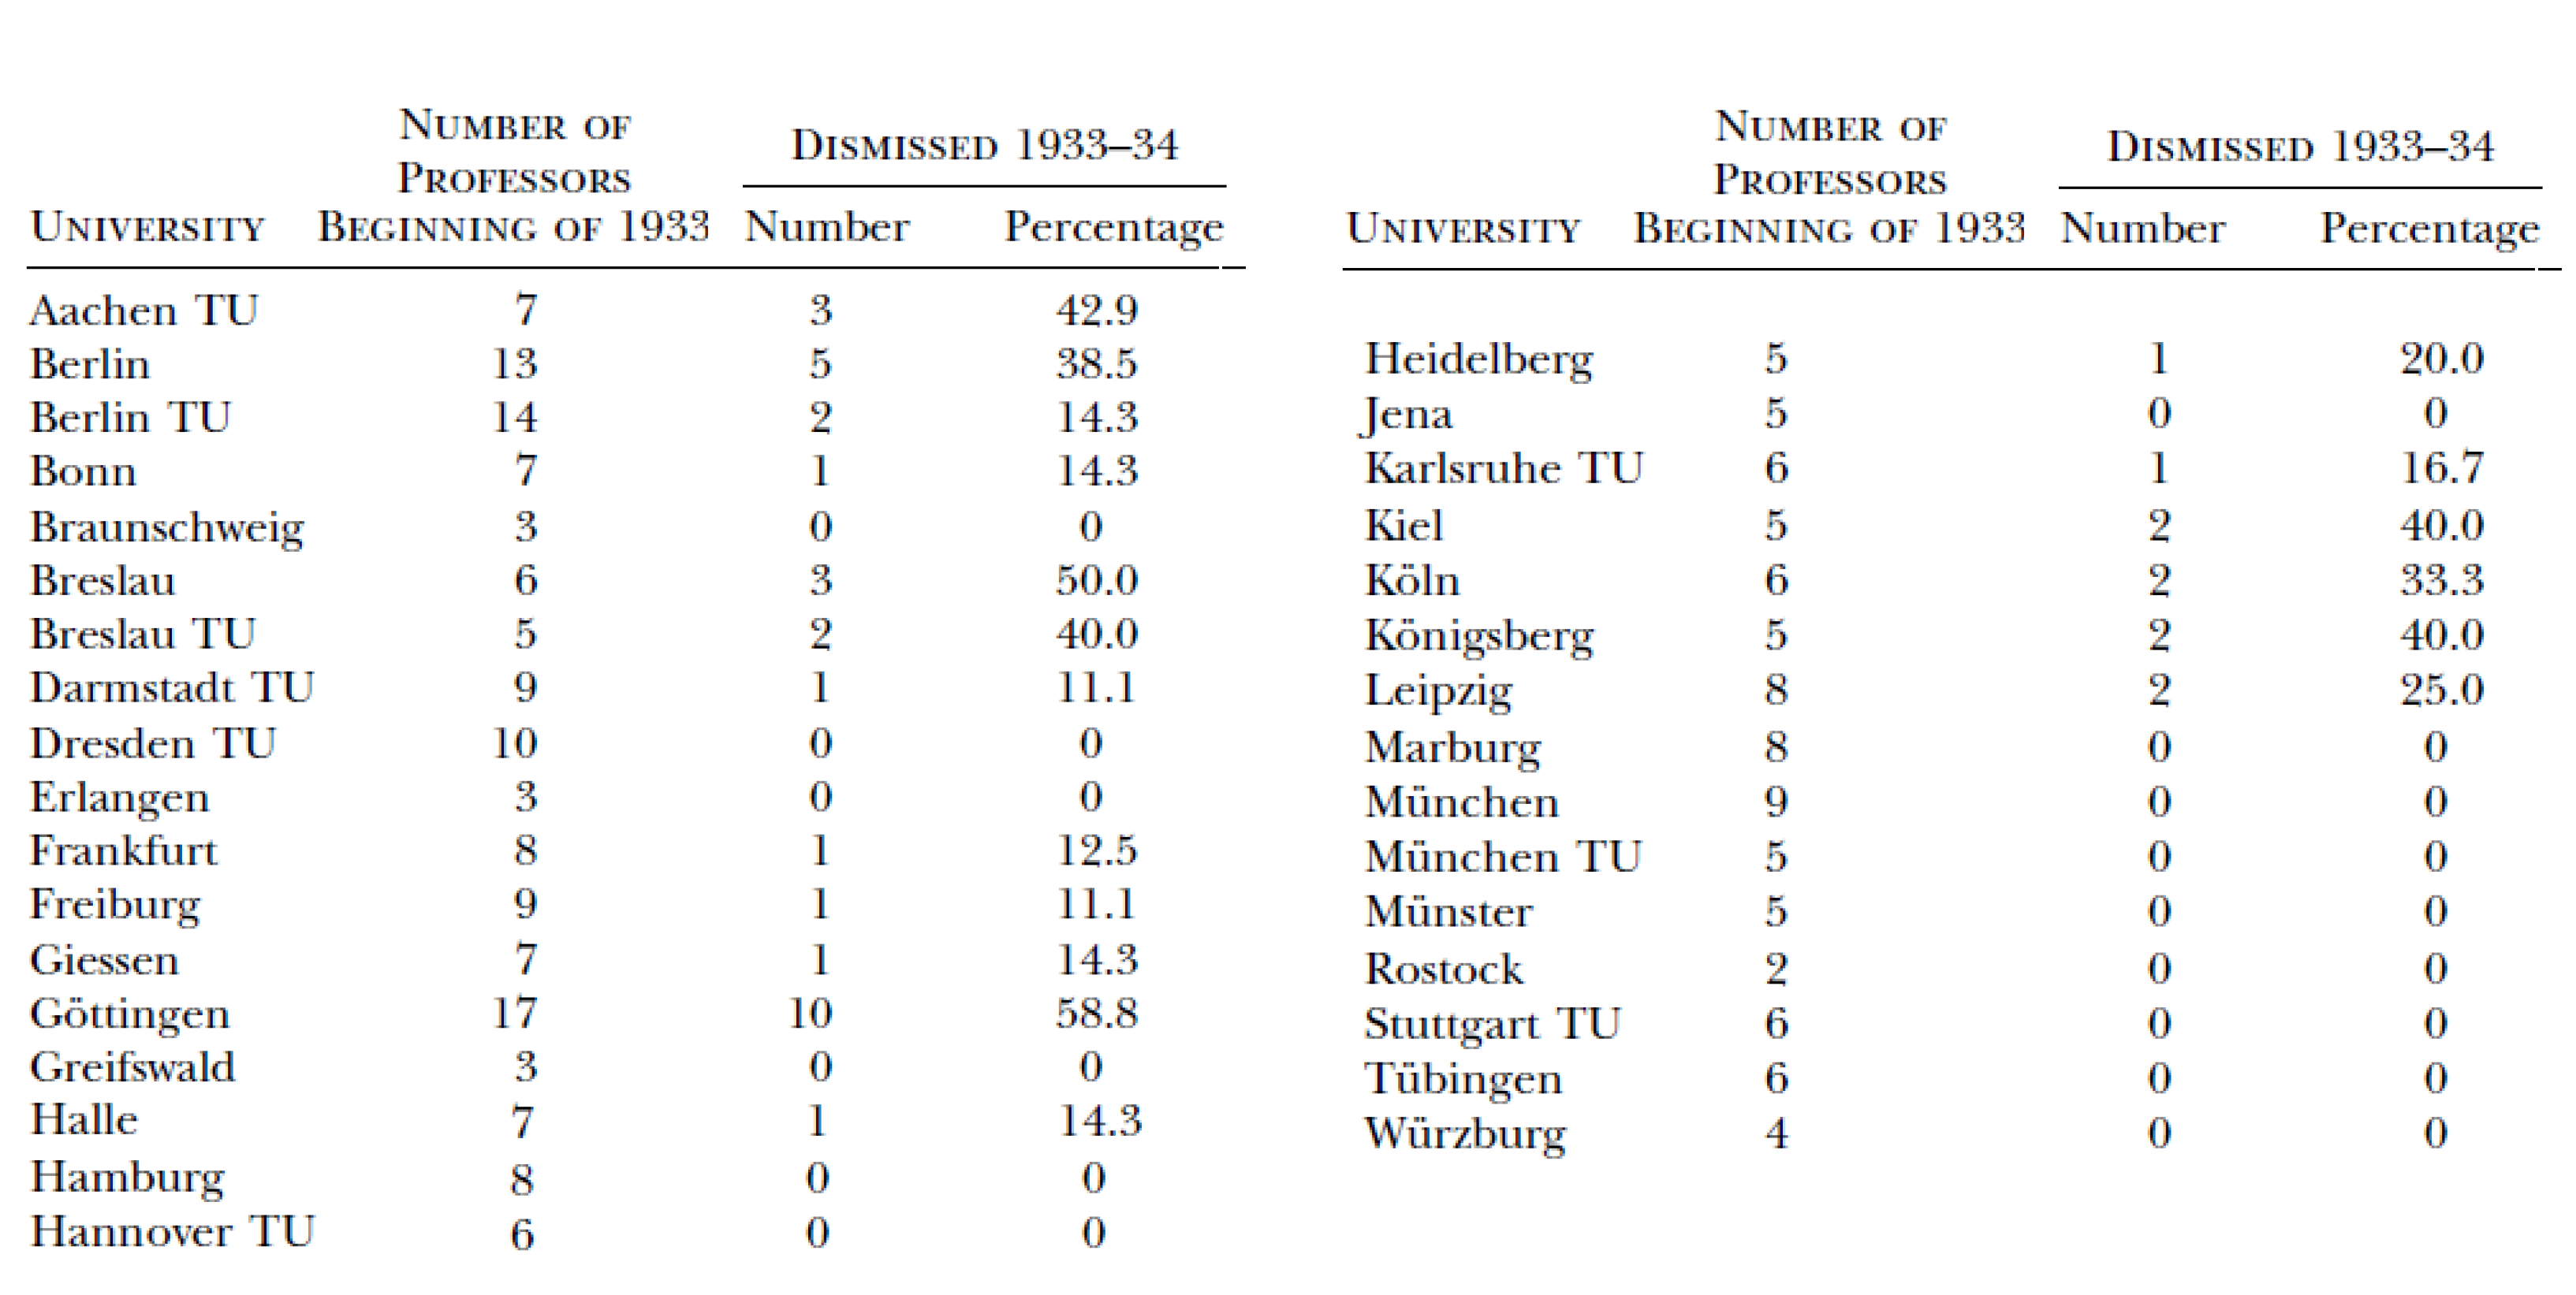 NUMBER OF
PROFESSORS
DISMISSED 1933–34
UNIVERSITY BEGINNING OF 1933 Number Percentage
Aachen TU 7 3 42.9
Berlin 13 5 38.5
Berlin TU 14 2 14.3
Bonn 7 1 14.3
Braunschweig 3 0 0
Breslau 6 3 50.0
Breslau TU 5 2 40.0
Darmstadt TU 9 1 11.1
Dresden TU 10 0 0
Erlangen 3 0 0
Frankfurt 8 1 12.5
Freiburg 9 1 11.1
Giessen 7 1 14.3
Göttingen 17 10 58.8
Greifswald 3 0 0
Halle 7 1 14.3
Hamburg 8 0 0
Hannover TU 6 0 0
NUMBER OF
PROFESSORS
DISMISSED 1933–34
UNIVERSITY BEGINNING OF 1933 Number Percentage
Heidelberg 5 1 20.0
Jena 5 0 0
Karlsruhe TU 6 1 16.7
Kiel 5 2 40.0
Köln 6 2 33.3
Königsberg 5 2 40.0
Leipzig 8 2 25.0
Marburg 8 0 0
München 9 0 0
München TU 5 0 0
Münster 5 0 0
Rostock 2 0 0
Stuttgart TU 6 0 0
Tübingen 6 0 0
Würzburg 4 0 0